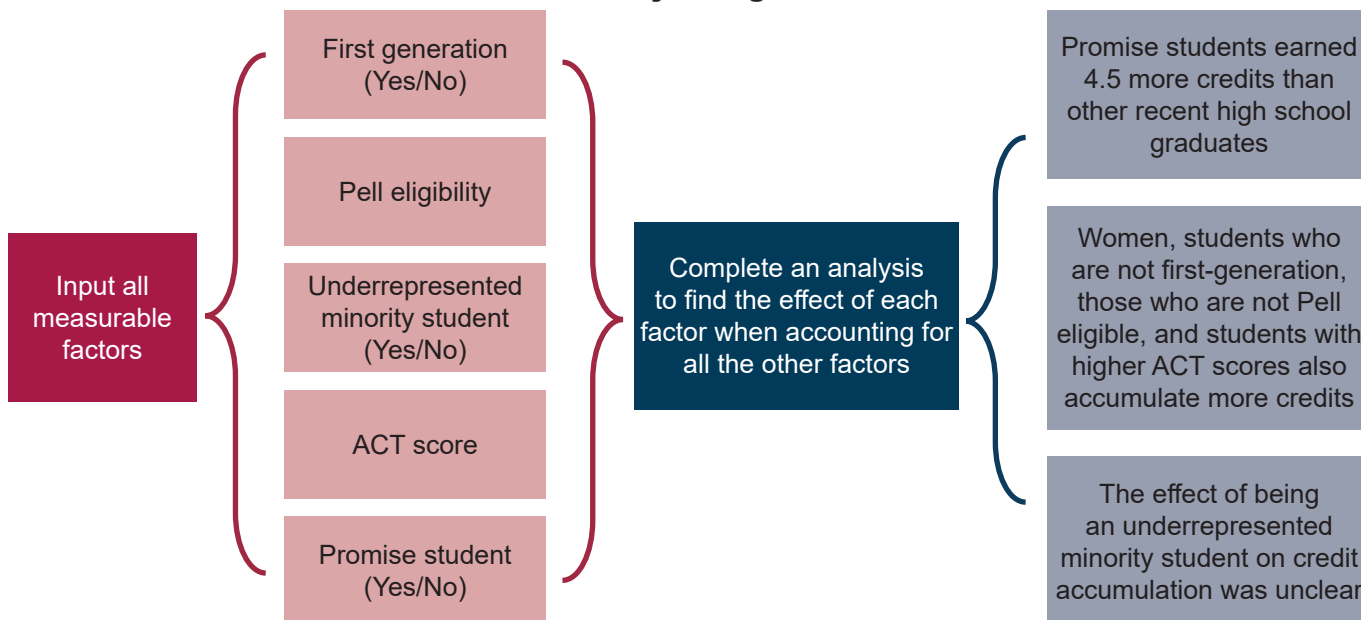 Input all
measurable
factors
First generation
(Yes/No)
Pell eligibility
Underrepresented
minority student
(Yes/No)
ACT score
Promise student
(Yes/No)
Complete an analysis
to find the effect of each
factor when accounting for
all the other factors
Promise students earned
4.5 more credits than
other recent high school
graduates
Women, students who
are not first-generation,
those who are not Pell
eligible, and students with
higher ACT scores also
accumulate more credits
The effect of being
an underrepresented
minority student on credit
accumulation was unclear